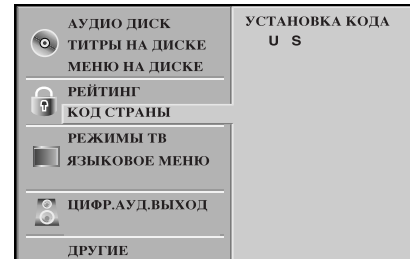 АУДИО ДИСК
ТИТРЫ НА ДИСКЕ
МЕНЮ НА ДИСКЕ
РЕЙТИНГ
КОД СТРАНЫ
РЕЖИМЫ ТВ
ЯЗЫКОВОЕ МЕНЮ
ЦИФР.АУД.ВЫХОД
ДРУГИЕ
УСТАНОВКА КОДА
U S